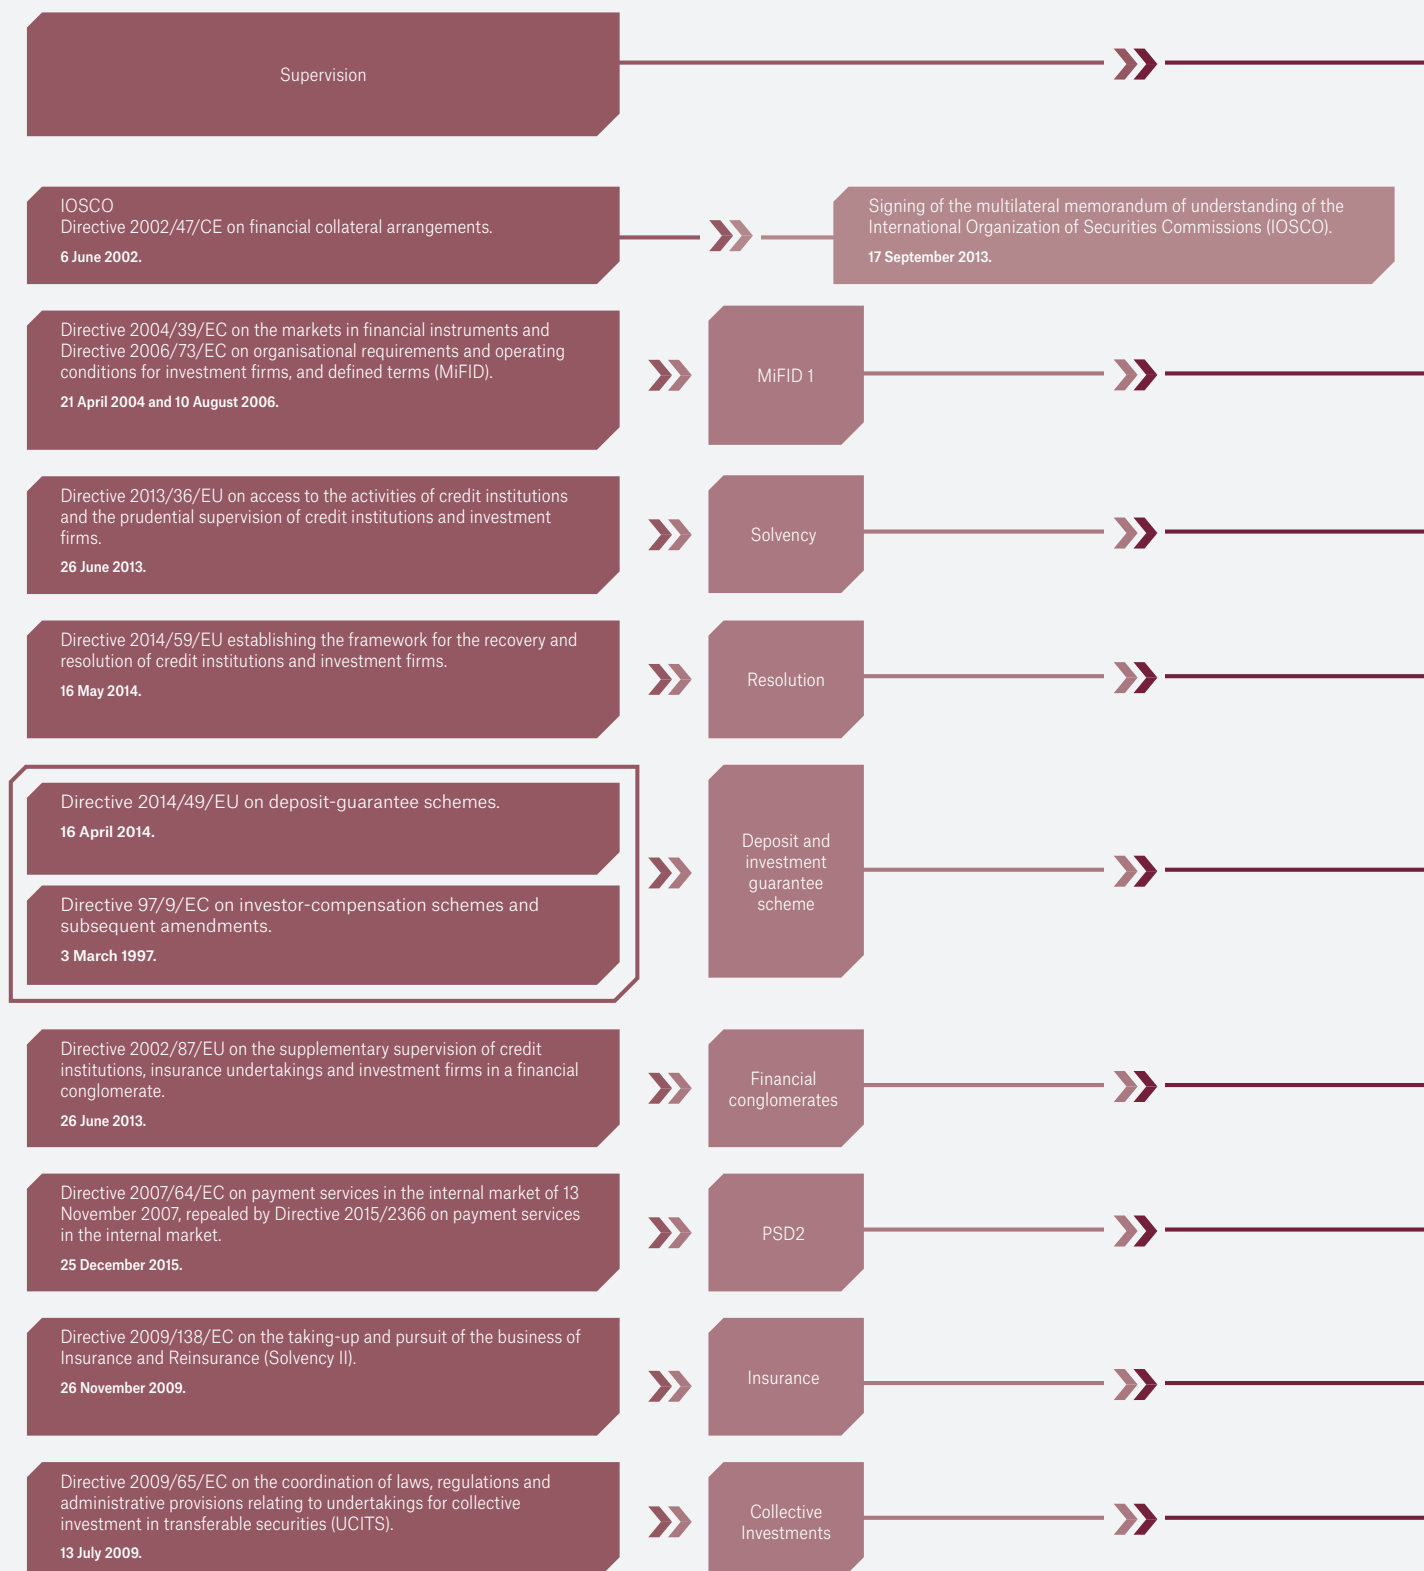 Supervision
IOSCO
Directive 2002/47/CE on financial collateral arrangements.
6 June 2002.
Signing of the multilateral memorandum of understanding of the
International Organization of Securities Commissions (IOSCO).
17 September 2013.
Directive 2004/39/EC on the markets in financial instruments and
Directive 2006/73/EC on organisational requirements and operating
conditions for investment firms, and defined terms (MiFID).
21 April 2004 and 10 August 2006.
MiFID 1
Directive 2013/36/EU on access to the activities of credit institutions
and the prudential supervision of credit institutions and investment
firms.
26 June 2013.
Solvency
Directive 2014/59/EU establishing the framework for the recovery and
resolution of credit institutions and investment firms.
16 May 2014.
Resolution
Directive 2014/49/EU on deposit-guarantee schemes.
16 April 2014.
Directive 97/9/EC on investor-compensation schemes and
subsequent amendments.
3 March 1997.
Deposit and
investment
guarantee
scheme
Directive 2002/87/EU on the supplementary supervision of credit
institutions, insurance undertakings and investment firms in a financial
conglomerate.
26 June 2013.
Financial
conglomerates
Directive 2007/64/EC on payment services in the internal market of 13
November 2007, repealed by Directive 2015/2366 on payment services
in the internal market.
25 December 2015.
PSD2
Directive 2009/138/EC on the taking-up and pursuit of the business of
Insurance and Reinsurance (Solvency II).
26 November 2009.
Insurance
Directive 2009/65/EC on the coordination of laws, regulations and
administrative provisions relating to undertakings for collective
investment in transferable securities (UCITS).
13 July 2009.
Collective
Investments